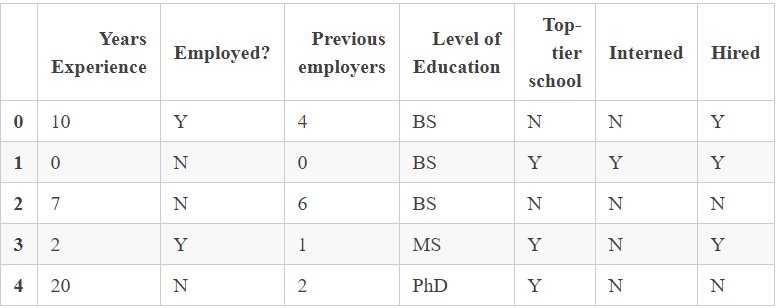 Years Experience Employed? Previous employers Level of Education Top-tier school Interned Hired
0 10 Y 4 BS N N Y
1 0 N 0 BS Y Y Y
2 7 N 6 BS N N N
3 2 Y 1 MS Y N Y
4 20 N 2 PhD Y N N